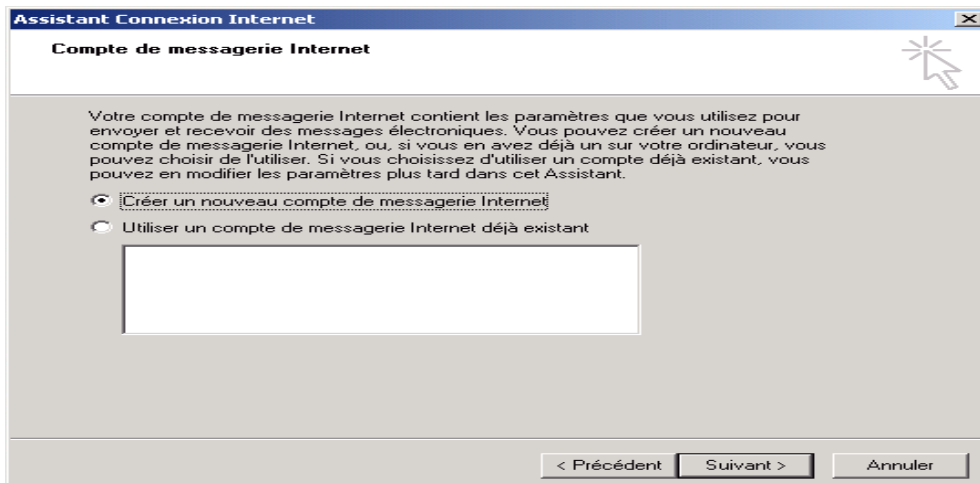 Assistant Connexion Internet
Compte de messagerie Internet
Votre compte de messagerie Internet contient les paramètres que vous utilisez pour
envoyer et recevoir des messages électroniques. Vous pouvez créer un nouveau
compte de messagerie Internet, ou, si vous en avez déjà un sur votre ordinateur, vous
pouvez choisir de l'utiliser. Si vous choisissez d'utiliser un compte déjà existant, vous
pouvez en modifier les paramètres plus tard dans cet Assistant.
Créer un nouveau compte de messagerie Internet
Utiliser un compte de messagerie Internet déjà existant
< Précédent Suivant > Annuler